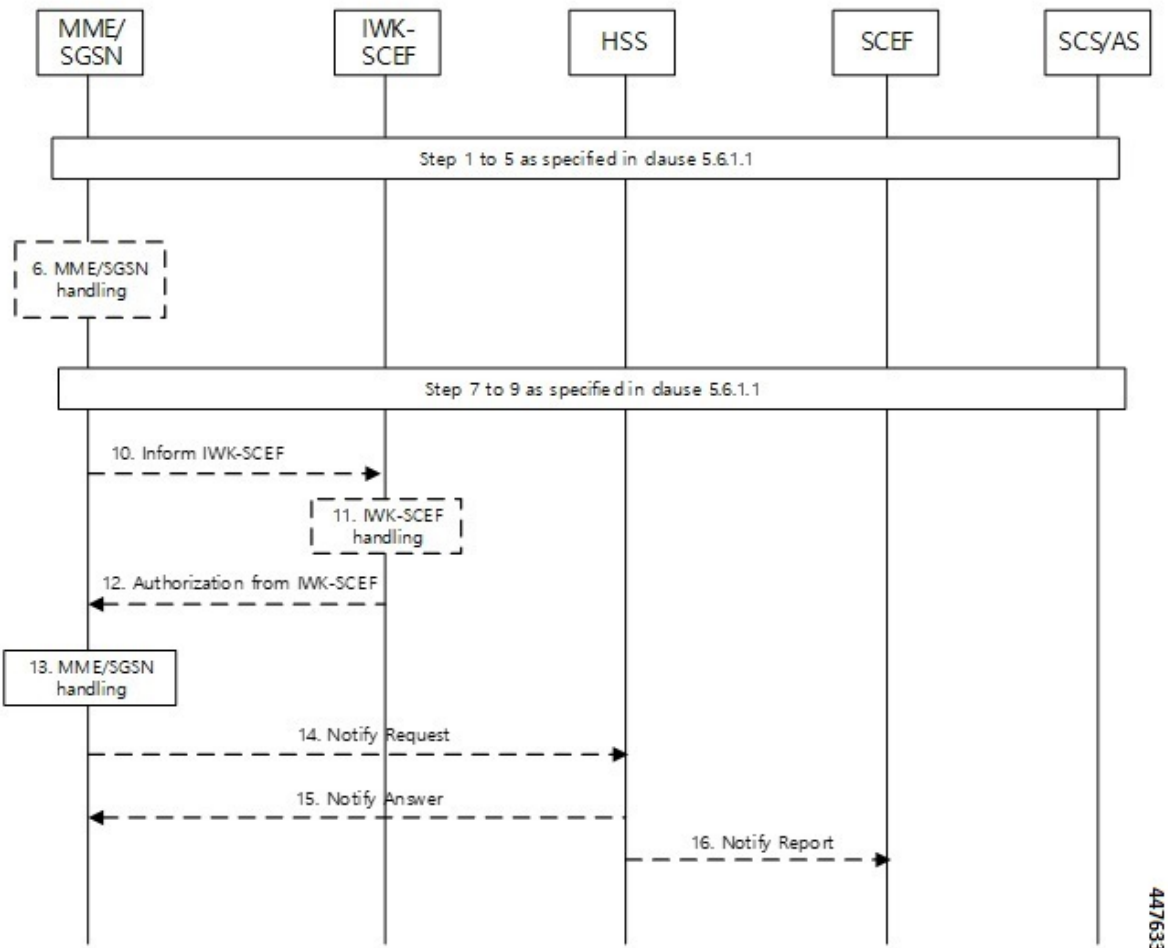 MME/
SGSN
IWK-
SCEF
HSS
SCEF
SCS/AS
Step 1 to 5 as specified in clause 5.6.1.1
6. MME/SGSN
handling
Step 7 to 9 as specified in clause 5.6.1.1
10. Inform IWK-SCEF
11. IWK-SCEF
handling
12. Authorization from IWK-SCEF
13. MME/SGSN
handling
14. Notify Request
15. Notify Answer
16. Notify Report